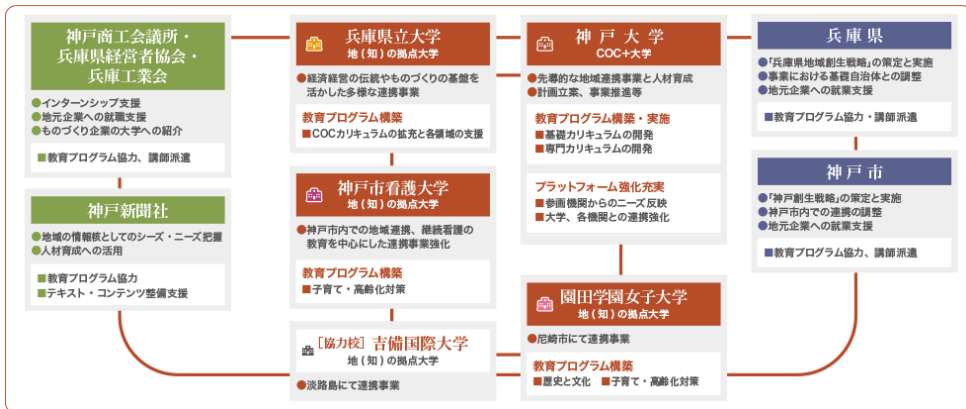 神戸商工会議所・
兵庫県経営者協会・
兵庫工業会
●インターンシップ支援
●地元企業への就職支援
●ものづくり企業の大学への紹介
■教育プログラム協力、講師派遣
神戸新聞社
●地域の情報核としてのシーズ・ニーズ把握
●人材育成への活用
■教育プログラム協力
■テキスト・コンテンツ整備支援
兵庫県立大学
地(知)の拠点大学
●経済経営の伝統やものづくりの基盤を
活かした多様な連携事業
教育プログラム構築
■COCカリキュラムの拡充と各領域の支援
神戸市看護大学
地(知)の拠点大学
●神戸市内での地域連携、継続看護の
教育を中心にした連携事業強化
教育プログラム構築
■子育て・高齢化対策
[協力校]吉備国際大学
地(知)の拠点大学
●淡路島にて連携事業
神戸大学
COC+大学
●先導的な地域連携事業と人材育成
●計画立案、事業推進等
教育プログラム構築・実施
■基礎カリキュラムの開発
■専門カリキュラムの開発
プラットフォーム強化充実
■参画機関からのニーズ反映
■大学、各機関との連携強化
園田学園女子大学
地(知)の拠点大学
●尼崎市にて連携事業
教育プログラム構築
■歴史と文化 ■子育て・高齢化対策
兵庫県
●「兵庫県地域創生戦略」の策定と実施
●事業における基礎自治体との調整
●地元企業への就業支援
■教育プログラム協力・講師派遣
神戸市
●「神戸創生戦略」の策定と実施
●神戸市内での連携の調整
●地元企業への就業支援
■教育プログラム協力、講師派遣